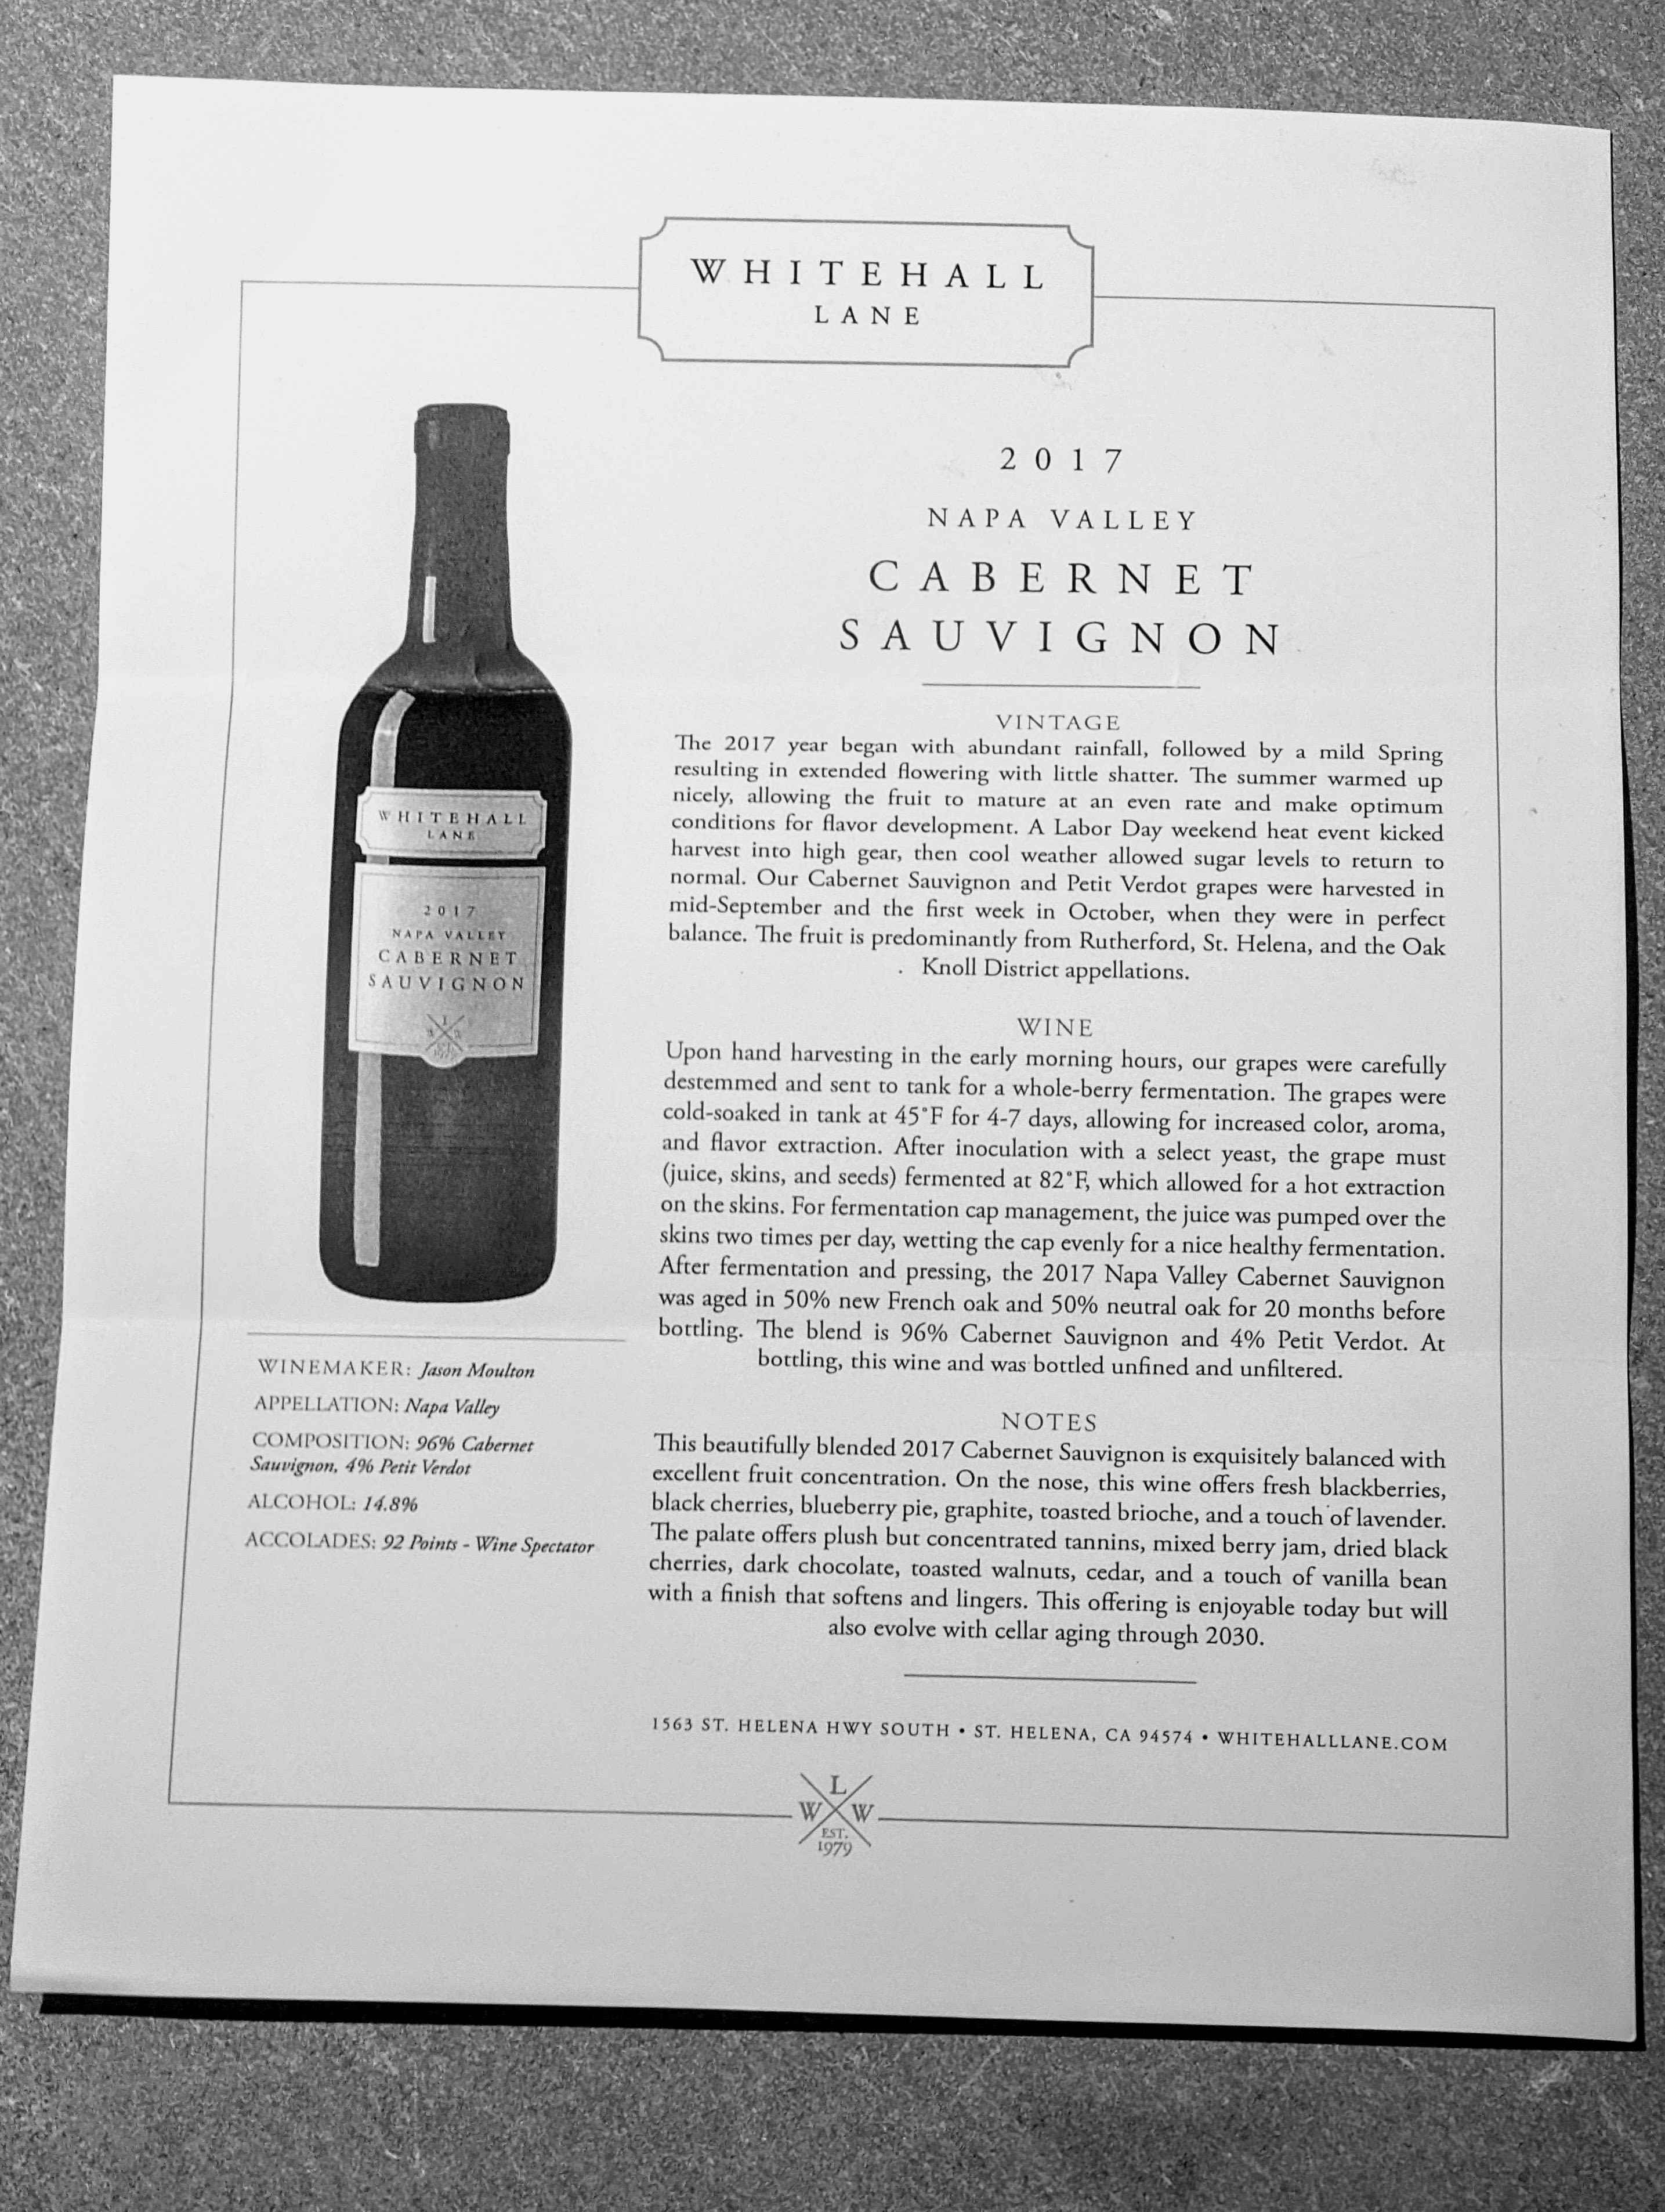 WHITEHALL
LANE
2017
NAPA VALLEY
CABERNET
SAUVIGNON
VINTAGE
The 2017 year began with abundant rainfall, followed by a mild Spring
resulting in extended flowering with little shatter. The summer warmed up
nicely, allowing the fruit to mature at an even rate and make optimum
conditions for flavor development. A Labor Day weekend heat event kicked
harvest into high gear, then cool weather allowed sugar levels to return to
normal. Our Cabernet Sauvignon and Petit Verdot grapes were harvested in
mid-September and the first week in October, when they were in perfect
balance. The fruit is predominantly from Rutherford, St. Helena, and the Oak
. Knoll District appellations.
WINE
Upon hand harvesting in the early morning hours, our grapes were carefully
destemmed and sent to tank for a whole-berry fermentation. The grapes were
cold-soaked in tank at 45°F for 4-7 days, allowing for increased color, aroma,
and flavor extraction. After inoculation with a select yeast, the grape must
(juice, skins, and seeds) fermented at 82°F, which allowed for a hot extraction
on the skins. For fermentation cap management, the juice was pumped over the
skins two times per day, wetting the cap evenly for a nice healthy fermentation.
After fermentation and pressing, the 2017 Napa Valley Cabernet Sauvignon
was aged in 50% new French oak and 50% neutral oak for 20 months before
bottling. The blend is 96% Cabernet Sauvignon and 4% Petit Verdot. At
bottling, this wine and was bottled unfined and unfiltered.
NOTES
This beautifully blended 2017 Cabernet Sauvignon is exquisitely balanced with
excellent fruit concentration. On the nose, this wine offers fresh blackberries,
black cherries, blueberry pie, graphite, toasted brioche, and a touch of lavender.
The palate offers plush but concentrated tannins, mixed berry jam, dried black
cherries, dark chocolate, toasted walnuts, cedar, and a touch of vanilla bean
with a finish that softens and lingers. This offering is enjoyable today but will
also evolve with cellar aging through 2030.
WHITEHALL
LANE
2017
NAPA VALLEY
CABERNET
SAUVIGNON
WINEMAKER: Jason Moulton
APPELLATION: Napa Valley
COMPOSITION: 96% Cabernet
Sauvignon, 4% Petit Verdot
ALCOHOL: 14.8%
ACCOLADES: 92 Points - Wine Spectator
1563 ST. HELENA HWY SOUTH • ST. HELENA, CA 94574 • WHITEHALLLANE.COM
L
W W
EST.
1979